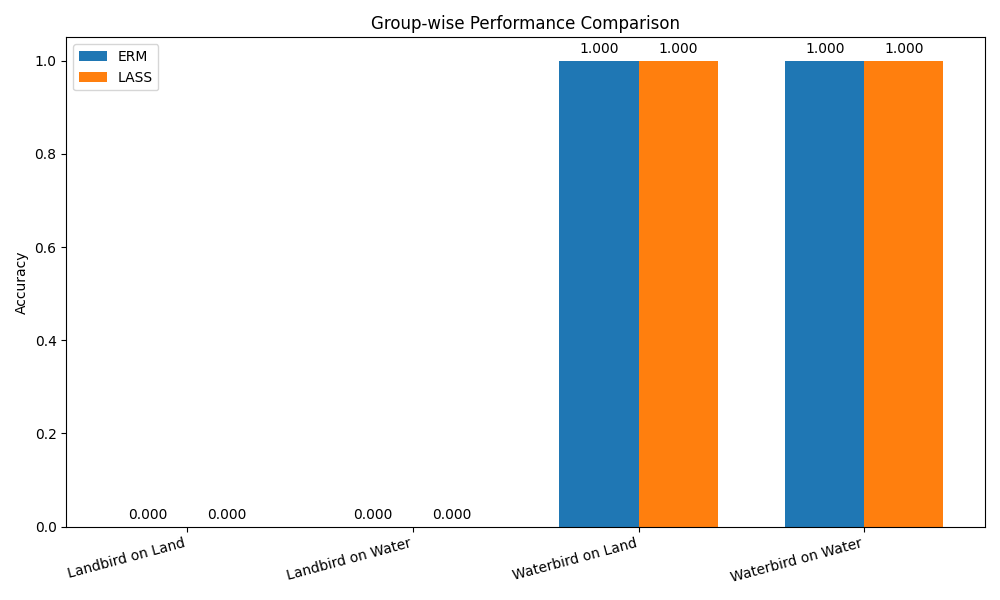 Group-wise Performance Comparison
ERM
LASS
1.000 1.000 1.000 1.000
0.000 0.000 0.000 0.000
Accuracy
1.0
0.8
0.6
0.4
0.2
0.0
Landbird on Land
Landbird on Water
Waterbird on Land
Waterbird on Water